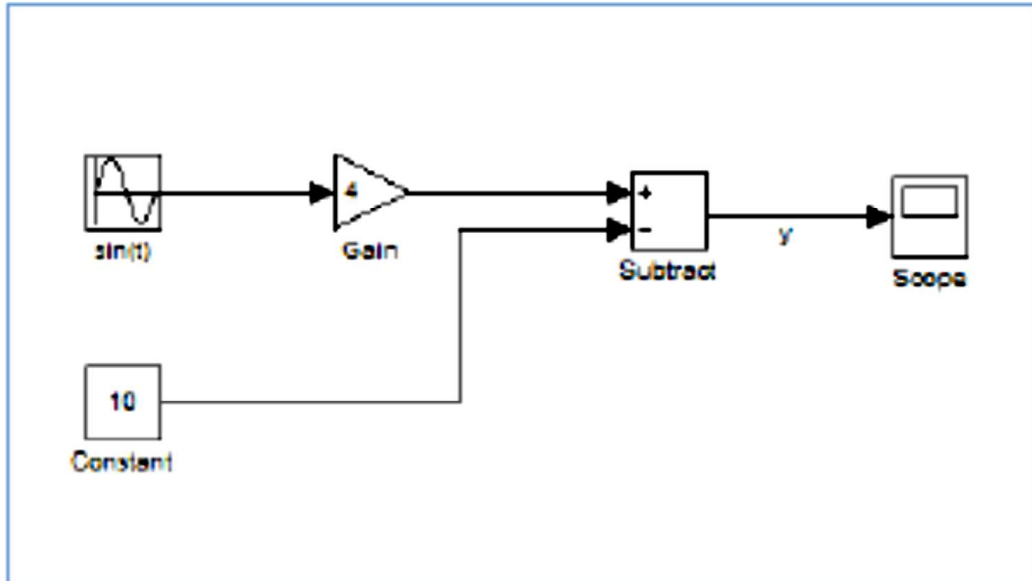 4
+
-
sin(t)
Gain
y
Subtract
Scope
10
Constant